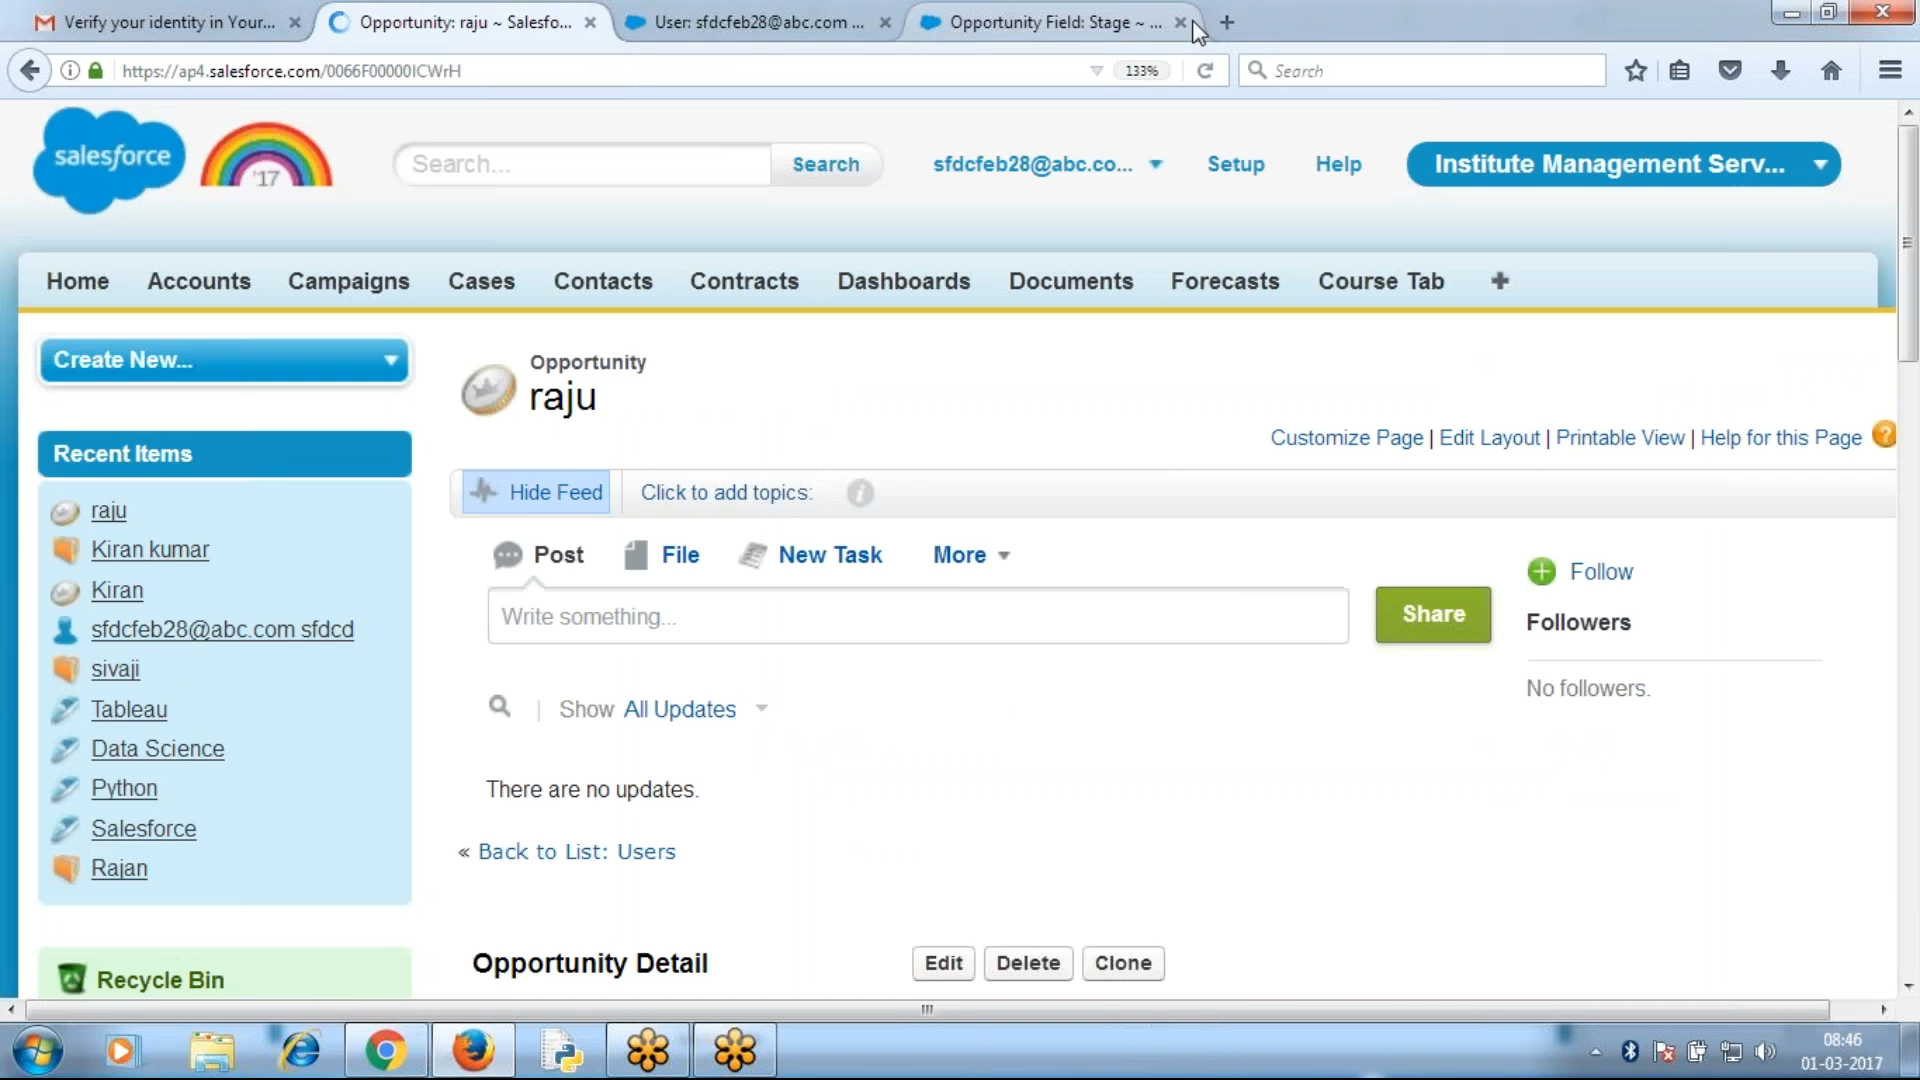 Verify your identity in Your...
Opportunity: raju ~ Salesfo...
User: sfdcfeb28@abc.com ...
Opportunity Field: Stage ~ ...
https://ap4.salesforce.com/0066F00000ICWrH
133%
Search
salesforce
'17
Search...
Search
sfdcfeb28@abc.co...
Setup
Help
Institute Management Serv...
Home
Accounts
Campaigns
Cases
Contacts
Contracts
Dashboards
Documents
Forecasts
Course Tab
Create New...
Opportunity
raju
Customize Page | Edit Layout | Printable View | Help for this Page
Recent Items
raju
Kiran kumar
Kiran
sfdcfeb28@abc.com sfdcd
sivaji
Tableau
Data Science
Python
Salesforce
Rajan
Recycle Bin
Hide Feed
Click to add topics:
Post
File
New Task
More
Write something...
Share
Follow
Followers
No followers.
Show All Updates
There are no updates.
« Back to List: Users
Opportunity Detail
Edit
Delete
Clone
08:46
01-03-2017